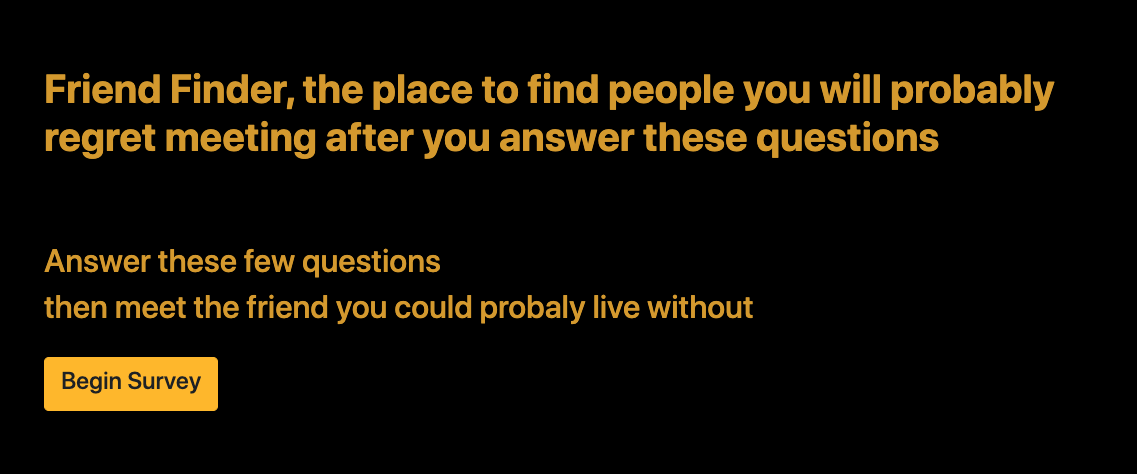 Friend Finder, the place to find people you will probably
regret meeting after you answer these questions
Answer these few questions
then meet the friend you could probaly live without
Begin Survey